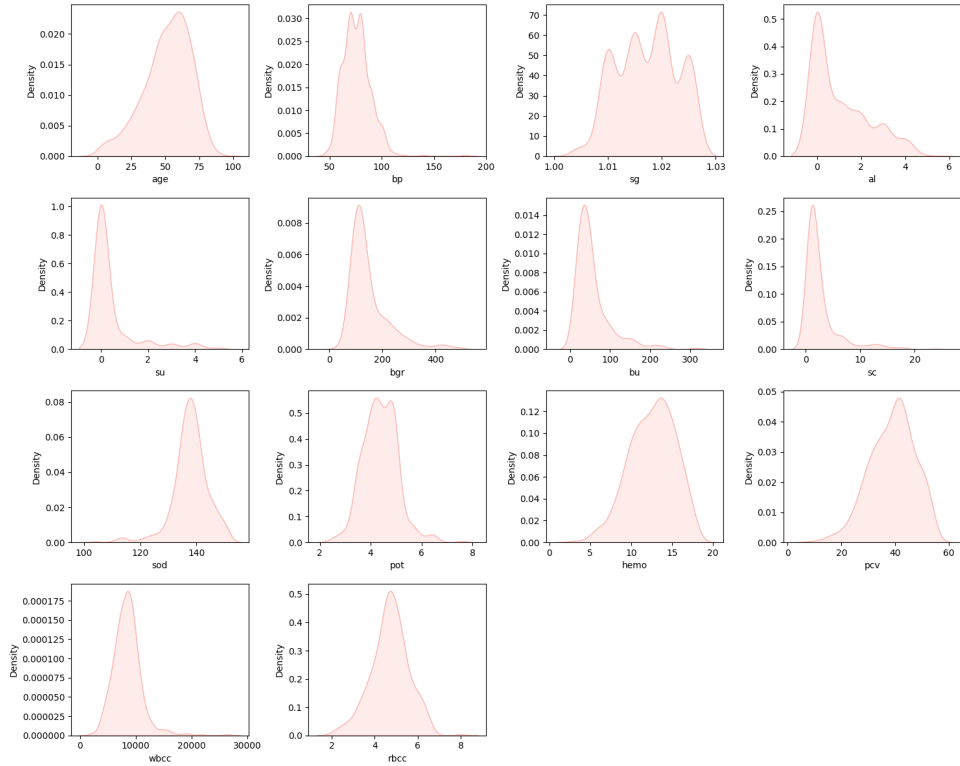 0.020
0.015
0.010
0.005
0.000
Density
0 25 50 75 100
age
0.030
0.025
0.020
0.015
0.010
0.005
0.000
Density
50 100 150 200
bp
70
60
50
40
30
20
10
0
Density
1.00 1.01 1.02 1.03
sg
0.5
0.4
0.3
0.2
0.1
0.0
Density
0 2 4 6
al
1.0
0.8
0.6
0.4
0.2
0.0
Density
0 2 4 6
su
0.008
0.006
0.004
0.002
0.000
Density
0 200 400
bgr
0.014
0.012
0.010
0.008
0.006
0.004
0.002
0.000
Density
0 100 200 300
bu
0.25
0.20
0.15
0.10
0.05
0.00
Density
0 10 20
sc
0.08
0.06
0.04
0.02
0.00
Density
100 120 140
sod
0.5
0.4
0.3
0.2
0.1
0.0
Density
2 4 6 8
pot
0.12
0.10
0.08
0.06
0.04
0.02
0.00
Density
0 5 10 15 20
hemo
0.05
0.04
0.03
0.02
0.01
0.00
Density
0 20 40 60
pcv
0.000175
0.000150
0.000125
0.000100
0.000075
0.000050
0.000025
0.000000
Density
0 10000 20000 30000
wbcc
0.5
0.4
0.3
0.2
0.1
0.0
Density
2 4 6 8
rbcc